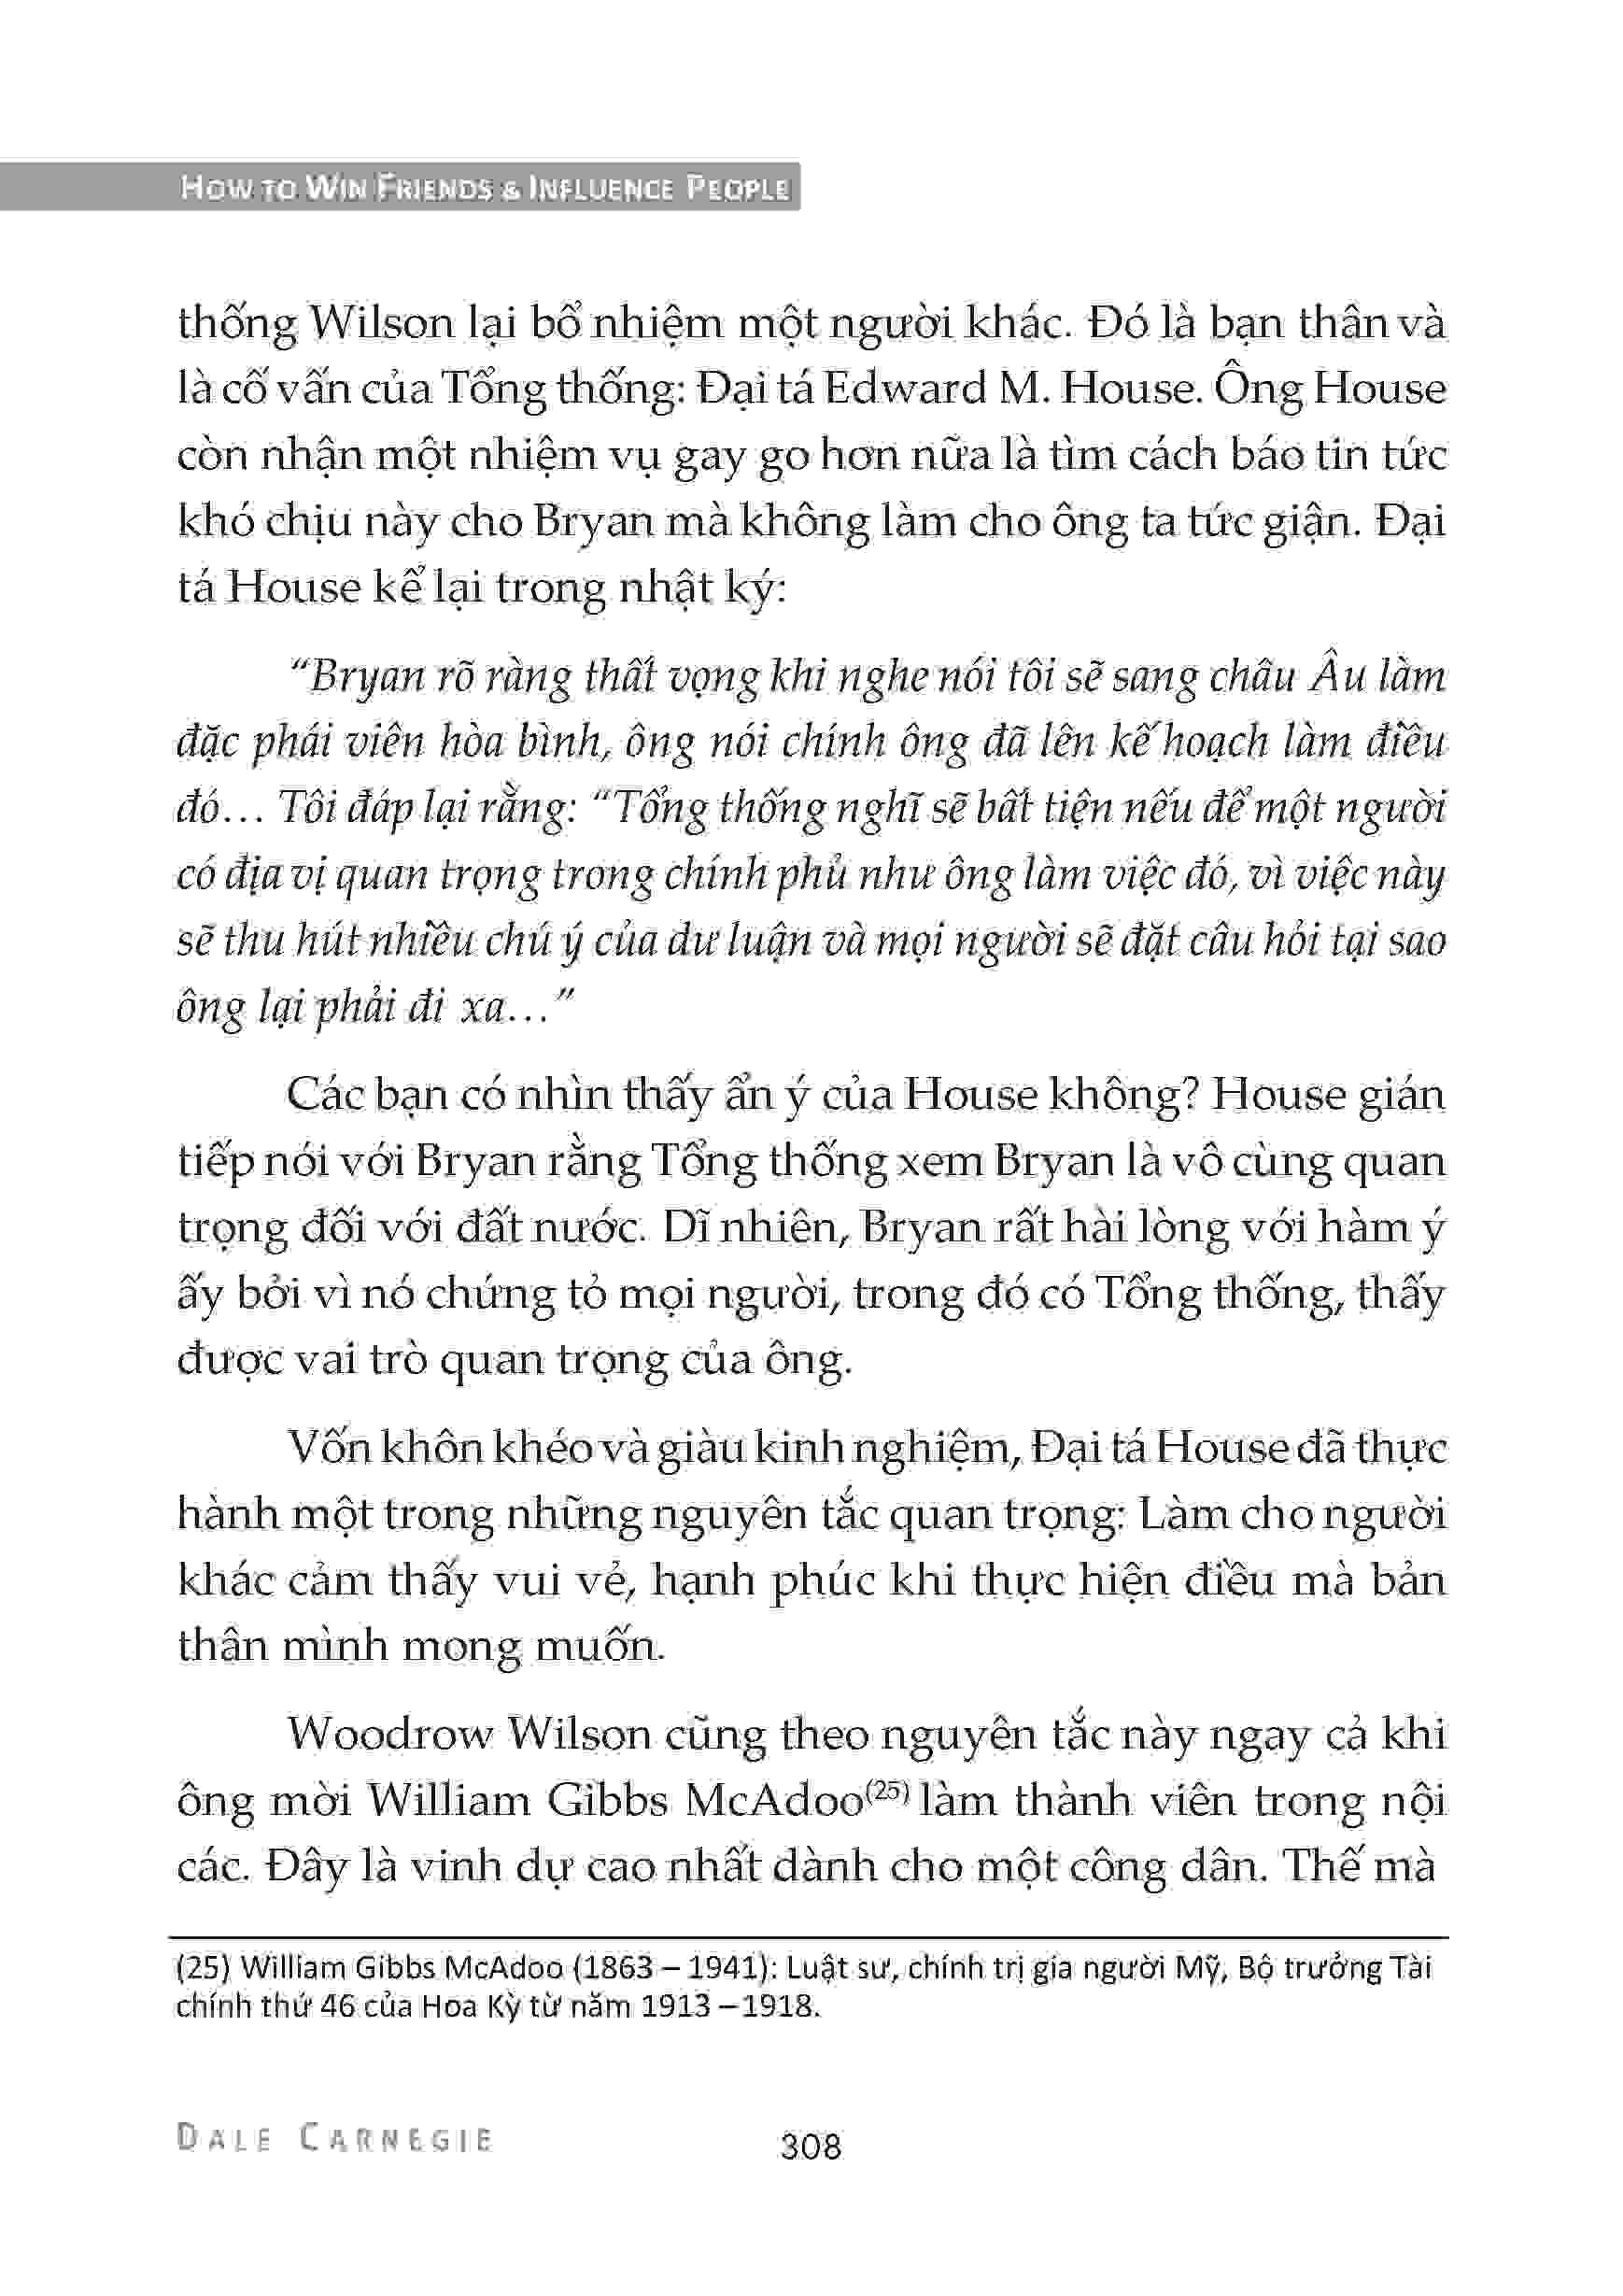 HOW TO WIN FRIENDS & INFLUENCE PEOPLE
thống Wilson lại bổ nhiệm một người khác. Đó là bạn thân và
là cố vấn của Tổng thống: Đại tá Edward M. House. Ông House
còn nhận một nhiệm vụ gay go hơn nữa là tìm cách báo tin tức
khó chịu này cho Bryan mà không làm cho ông ta tức giận. Đại
tá House kể lại trong nhật ký:
“Bryan rõ ràng thất vọng khi nghe nói tôi sẽ sang châu Âu làm
đặc phái viên hòa bình, ông nói chính ông đã lên kế hoạch làm điều
đó… Tôi đáp lại rằng: “Tổng thống nghĩ sẽ bất tiện nếu để một người
có địa vị quan trọng trong chính phủ như ông làm việc đó, vì việc này
sẽ thu hút nhiều chú ý của dư luận và mọi người sẽ đặt câu hỏi tại sao
ông lại phải đi xa…”
Các bạn có nhìn thấy ẩn ý của House không? House gián
tiếp nói với Bryan rằng Tổng thống xem Bryan là vô cùng quan
trọng đối với đất nước. Dĩ nhiên, Bryan rất hài lòng với hàm ý
ấy bởi vì nó chứng tỏ mọi người, trong đó có Tổng thống, thấy
được vai trò quan trọng của ông.
Vốn khôn khéo và giàu kinh nghiệm, Đại tá House đã thực
hành một trong những nguyên tắc quan trọng: Làm cho người
khác cảm thấy vui vẻ, hạnh phúc khi thực hiện điều mà bản
thân mình mong muốn.
Woodrow Wilson cũng theo nguyên tắc này ngay cả khi
ông mời William Gibbs McAdoo(25) làm thành viên trong nội
các. Đây là vinh dự cao nhất dành cho một công dân. Thế mà
(25) William Gibbs McAdoo (1863 – 1941): Luật sư, chính trị gia người Mỹ, Bộ trưởng Tài
chính thứ 46 của Hoa Kỳ từ năm 1913 – 1918.
DALE CARNEGIE
308